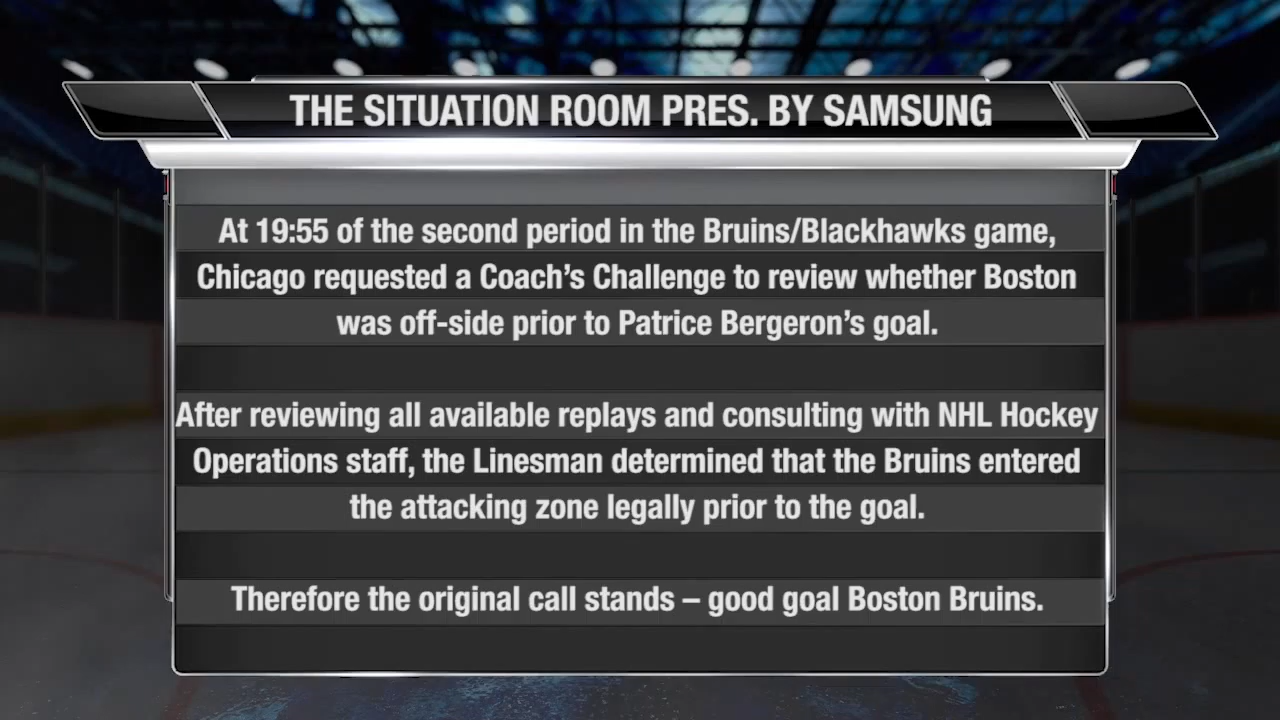 THE SITUATION ROOM PRES. BY SAMSUNG
At 19:55 of the second period in the Bruins/Blackhawks game,
Chicago requested a Coach’s Challenge to review whether Boston
was off-side prior to Patrice Bergeron’s goal.
After reviewing all available replays and consulting with NHL Hockey
Operations staff, the Linesman determined that the Bruins entered
the attacking zone legally prior to the goal.
Therefore the original call stands – good goal Boston Bruins.